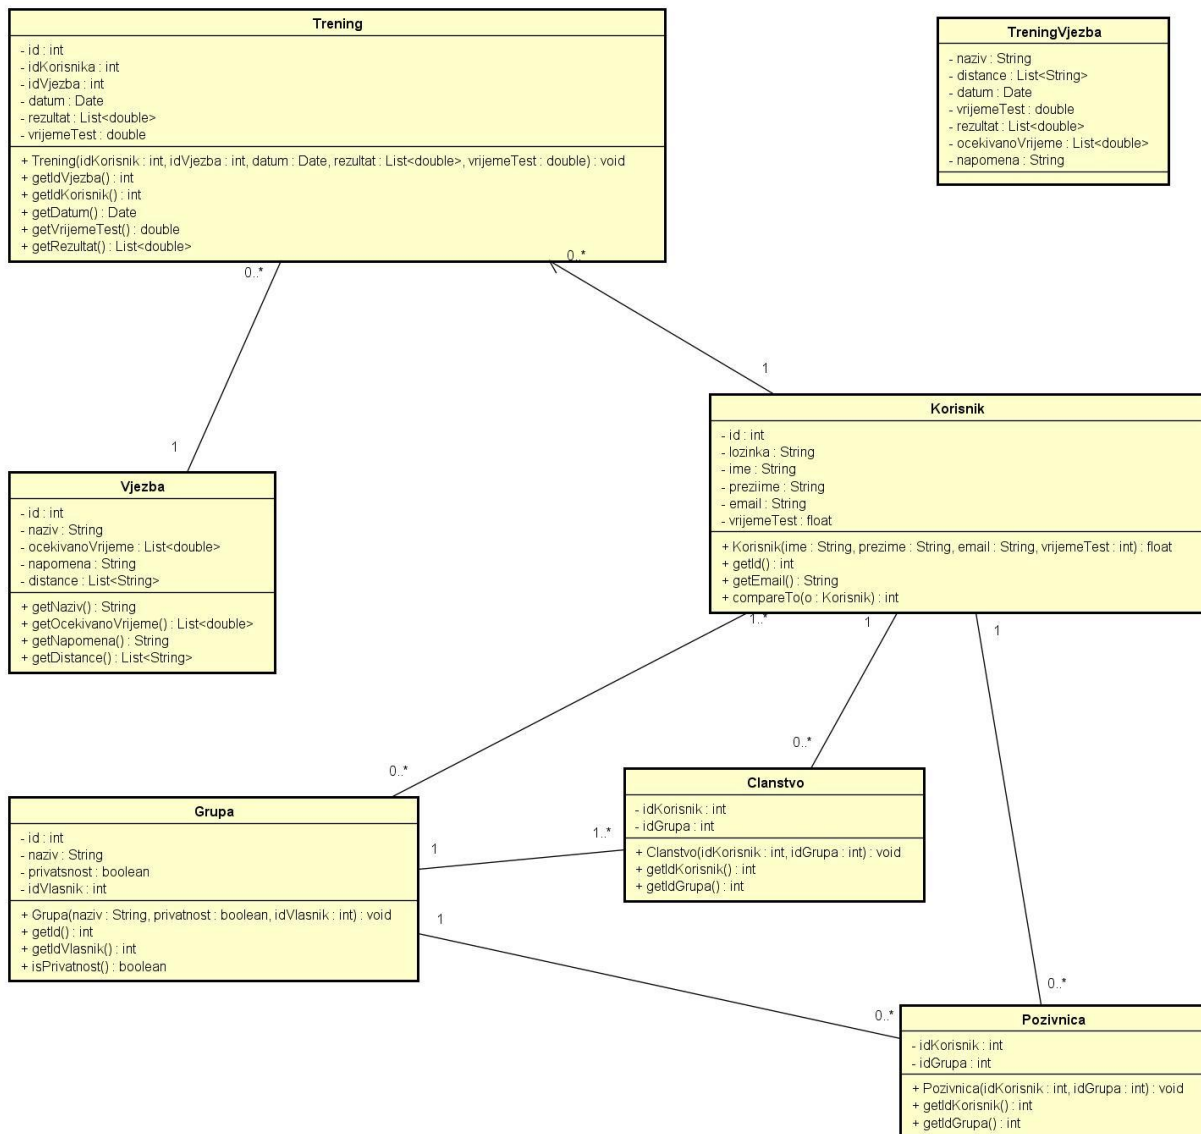 Trening
- id : int
- idKorisnika : int
- idVjezba : int
- datum : Date
- rezultat : List<double>
- vrijemeTest : double
+ Trening(idKorisnik : int, idVjezba : int, datum : Date, rezultat : List<double>, vrijemeTest : double) : void
+ getIdVjezba() : int
+ getIdKorisnik() : int
+ getDatum() : Date
+ getVrijemeTest() : double
+ getRezultat() : List<double>
TreningVjezba
- naziv : String
- distance : List<String>
- datum : Date
- vrijemeTest : double
- rezultat : List<double>
- ocekivanoVrijeme : List<double>
- napomena : String
0..*
0..*
1
1
Korisnik
- id : int
- lozinka : String
- ime : String
- preziime : String
- email : String
- vrijemeTest : float
+ Korisnik(ime : String, prezime : String, email : String, vrijemeTest : int) : float
+ getId() : int
+ getEmail() : String
+ compareTo(o : Korisnik) : int
Vjezba
- id : int
- naziv : String
- ocekivanoVrijeme : List<double>
- napomena : String
- distance : List<String>
+ getNaziv() : String
+ getOcekivanoVrijeme() : List<double>
+ getNapomena() : String
+ getDistance() : List<String>
1..*
1
1
0..*
0..*
Grupa
- id : int
- naziv : String
- privatsnost : boolean
- idVlasnik : int
+ Grupa(naziv : String, privatnost : boolean, idVlasnik : int) : void
+ getId() : int
+ getIdVlasnik() : int
+ isPrivatnost() : boolean
1
1..*
Clanstvo
- idKorisnik : int
- idGrupa : int
+ Clanstvo(idKorisnik : int, idGrupa : int) : void
+ getIdKorisnik() : int
+ getIdGrupa() : int
1
0..*
0..*
Pozivnica
- idKorisnik : int
- idGrupa : int
+ Pozivnica(idKorisnik : int, idGrupa : int) : void
+ getIdKorisnik() : int
+ getIdGrupa() : int